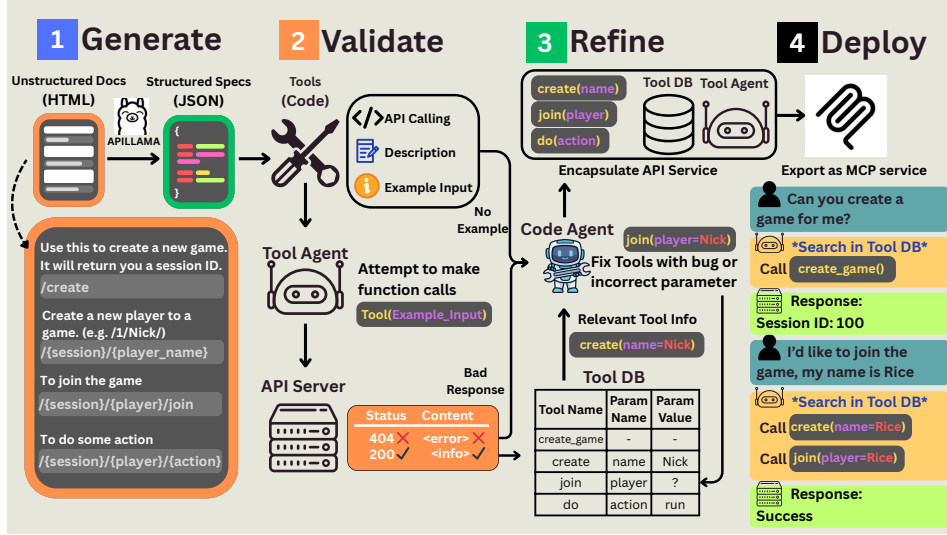 1 Generate
Unstructured Docs
(HTML)
APILLAMA
Structured Specs
(JSON)
{
}
Use this to create a new game.
It will return you a session ID.
/create
Create a new player to a
game. (e.g. /1/Nick/)
/{session}/{player_name}
To join the game
/{session}/{player}/join
To do some action
/{session}/{player}/{action}
2 Validate
Tools
(Code)
</> API Calling
Description
i Example Input
No
Example
Tool Agent
Attempt to make
function calls
Tool(Example_Input)
API Server
Bad
Response
Status Content
404 <error>
200 <info>
3 Refine
create(name)
join(player)
do(action)
Tool DB
Tool Agent
Encapsulate API Service
Code Agent
join(player=Nick)
Fix Tools with bug or
incorrect parameter
Relevant Tool Info
create(name=Nick)
Tool DB
Tool Name Param Name Param Value
create_game - -
create name Nick
join player ?
do action run
4 Deploy
Export as MCP service
Can you create a
game for me?
*Search in Tool DB*
Call create_game()
Response:
Session ID: 100
I'd like to join the
game, my name is Rice
*Search in Tool DB*
Call create(name=Rice)
Call join(player=Rice)
Response:
Success